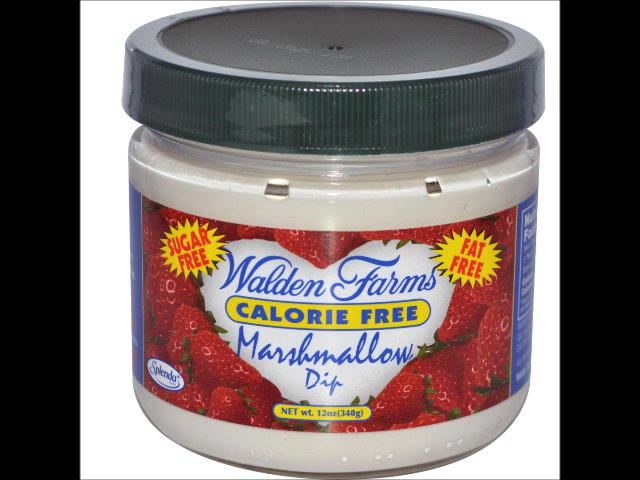 SUGAR
FREE
FAT
FREE
Walden Farms
CALORIE FREE
Marshmallow
Dip
Splenda
NET wt. 12oz(340g)